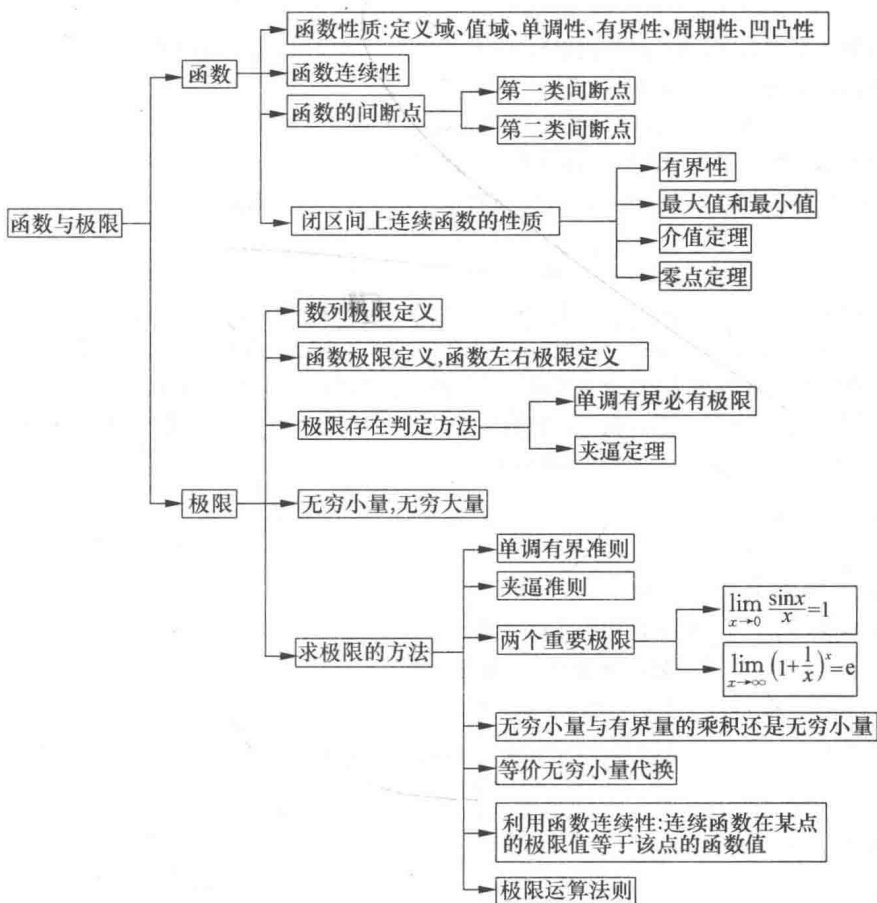 函数与极限
函数
函数性质:定义域、值域、单调性、有界性、周期性、凹凸性
函数连续性
函数的间断点
第一类间断点
第二类间断点
闭区间上连续函数的性质
有界性
最大值和最小值
介值定理
零点定理
极限
数列极限定义
函数极限定义,函数左右极限定义
极限存在判定方法
单调有界必有极限
夹逼定理
无穷小量,无穷大量
求极限的方法
单调有界准则
夹逼准则
两个重要极限
lim_{x→0} sinx/x=1
lim_{x→∞} (1+1/x)^x=e
无穷小量与有界量的乘积还是无穷小量
等价无穷小量代换
利用函数连续性:连续函数在某点
的极限值等于该点的函数值
极限运算法则